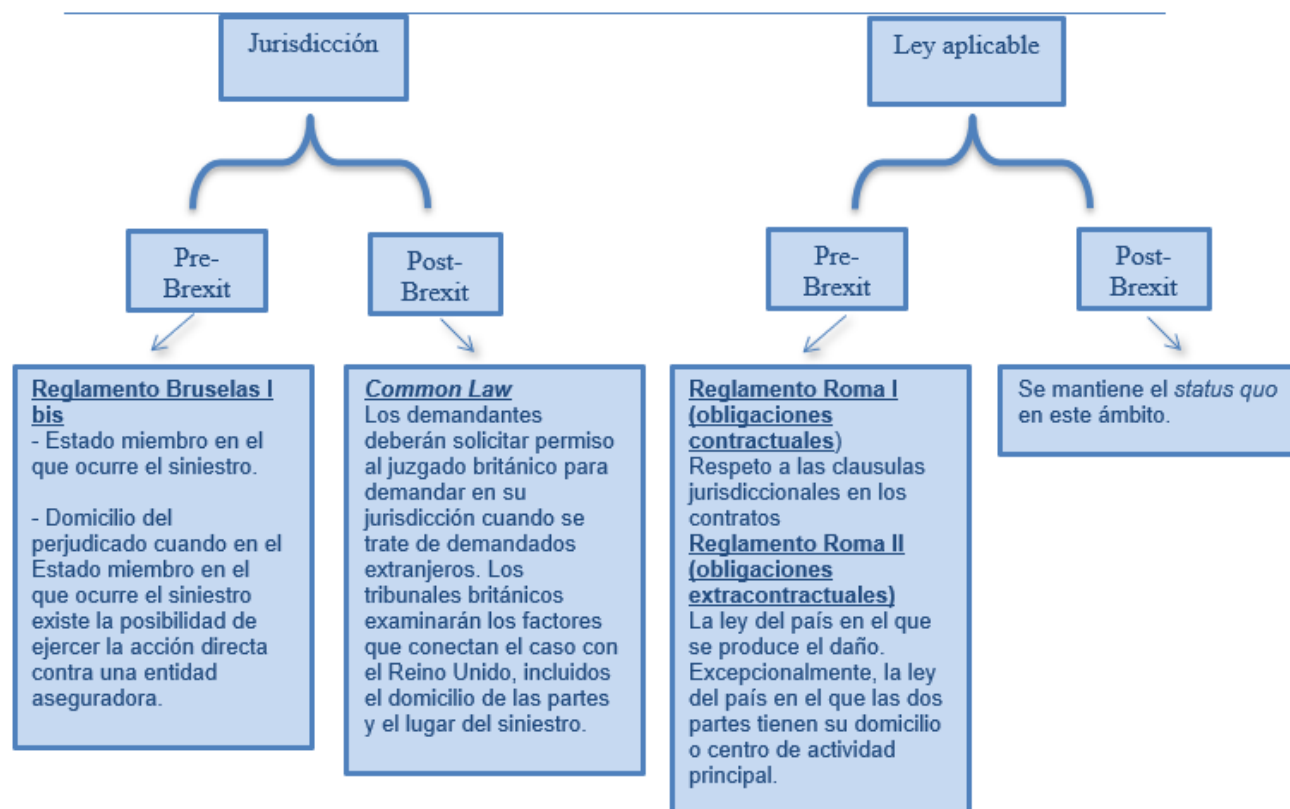 Jurisdicción
Ley aplicable
Pre-
Brexit
Post-
Brexit
Pre-
Brexit
Post-
Brexit
Reglamento Bruselas I
bis
- Estado miembro en el
que ocurre el siniestro.
- Domicilio del
perjudicado cuando en el
Estado miembro en el
que ocurre el siniestro
existe la posibilidad de
ejercer la acción directa
contra una entidad
aseguradora.
Common Law
Los demandantes
deberán solicitar permiso
al juzgado británico para
demandar en su
jurisdicción cuando se
trate de demandados
extranjeros. Los
tribunales británicos
examinarán los factores
que conectan el caso con
el Reino Unido, incluidos
el domicilio de las partes
y el lugar del siniestro.
Reglamento Roma I
(obligaciones
contractuales)
Respeto a las clausulas
jurisdiccionales en los
contratos
Reglamento Roma II
(obligaciones
extracontractuales)
La ley del país en el que
se produce el daño.
Excepcionalmente, la ley
del país en el que las dos
partes tienen su domicilio
o centro de actividad
principal.
Se mantiene el status quo
en este ámbito.